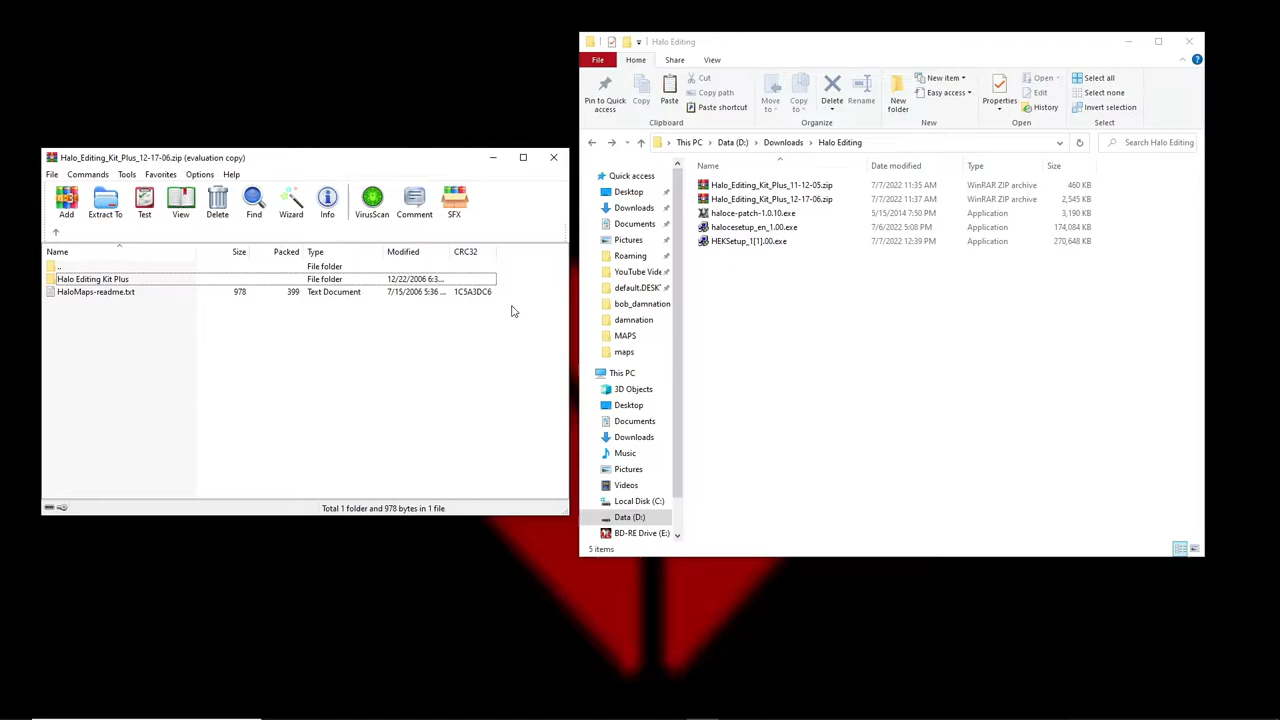 Halo_Editing_Kit_Plus_12-17-06.zip (evaluation copy)
File Commands Tools Favorites Options Help
Add Extract To Test View Delete Find Wizard Info VirusScan Comment SFX
Name Size Packed Type Modified CRC32
.. File folder
Halo Editing Kit Plus File folder 12/22/2006 6:3...
HaloMaps-readme.txt 978 399 Text Document 7/15/2006 5:36 ... 1C5A3DC6
Total 1 folder and 978 bytes in 1 file
Halo Editing
File Home Share View
Pin to Quick access
Copy
Paste
Cut
Copy path
Paste shortcut
Clipboard
Move to
Copy to
Delete
Rename
Organize
New folder
New item
Easy access
New
Properties
Open
Edit
History
Open
Select all
Select none
Invert selection
Select
This PC > Data (D:) > Downloads > Halo Editing
Search Halo Editing
Quick access
Desktop
Downloads
Documents
Pictures
Roaming
YouTube Vide
default.DESK
bob_damnation
damnation
MAPS
maps
This PC
3D Objects
Desktop
Documents
Downloads
Music
Pictures
Videos
Local Disk (C:)
Data (D:)
BD-RE Drive (E:)
Name Date modified Type Size
Halo_Editing_Kit_Plus_11-12-05.zip 7/7/2022 11:35 AM WinRAR ZIP archive 460 KB
Halo_Editing_Kit_Plus_12-17-06.zip 7/7/2022 11:37 AM WinRAR ZIP archive 2,545 KB
haloce-patch-1.0.10.exe 5/15/2014 7:50 PM Application 3,190 KB
halocesetup_en_1.00.exe 7/6/2022 5:08 PM Application 174,084 KB
HEKSetup_1[1].00.exe 7/7/2022 12:39 PM Application 270,648 KB
5 items